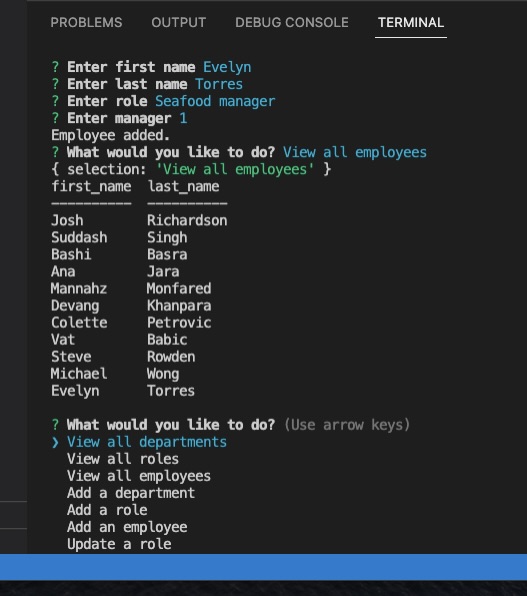 PROBLEMS OUTPUT DEBUG CONSOLE TERMINAL
? Enter first name Evelyn
? Enter last name Torres
? Enter role Seafood manager
? Enter manager 1
Employee added.
? What would you like to do? View all employees
{ selection: 'View all employees' }
first_name last_name
---------- ----------
Josh Richardson
Suddash Singh
Bashi Basra
Ana Jara
Mannahz Monfared
Devang Khanpara
Colette Petrovic
Vat Babic
Steve Rowden
Michael Wong
Evelyn Torres
? What would you like to do? (Use arrow keys)
❯ View all departments
View all roles
View all employees
Add a department
Add a role
Add an employee
Update a role